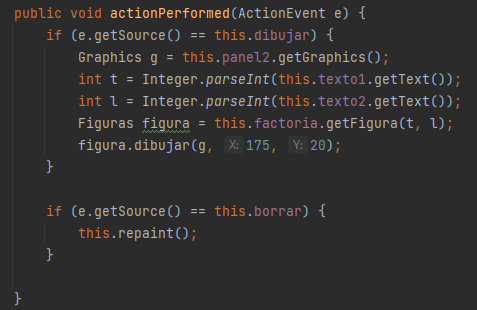 public void actionPerformed(ActionEvent e) {
if (e.getSource() == this.dibujar) {
Graphics g = this.panel2.getGraphics();
int t = Integer.parseInt(this.texto1.getText());
int l = Integer.parseInt(this.texto2.getText());
Figuras figura = this.factoria.getFigura(t, l);
figura.dibujar(g, X: 175, Y: 20);
}
if (e.getSource() == this.borrar) {
this.repaint();
}
}